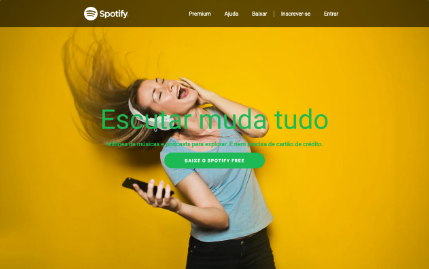 Spotify
Premium Ajuda Baixar Inscrever-se Entrar
Escutar muda tudo
Milhões de músicas e podcasts para explorar. E nem precisa de cartão de crédito.
BAIXE O SPOTIFY FREE